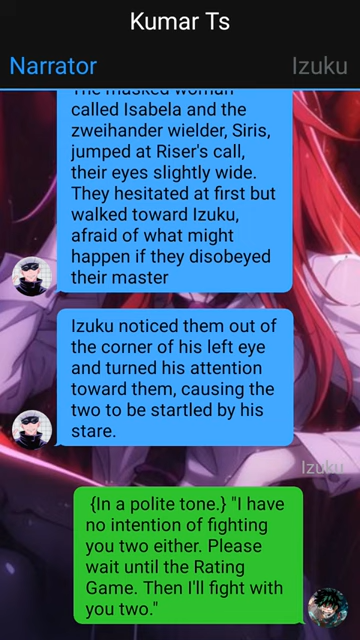 Kumar Ts
Narrator
Izuku
The masked woman
called Isabela and the
zweihander wielder, Siris,
jumped at Riser's call,
their eyes slightly wide.
They hesitated at first but
walked toward Izuku,
afraid of what might
happen if they disobeyed
their master
Izuku noticed them out of
the corner of his left eye
and turned his attention
toward them, causing the
two to be startled by his
stare.
Izuku
{In a polite tone.} "I have
no intention of fighting
you two either. Please
wait until the Rating
Game. Then I'll fight with
you two."